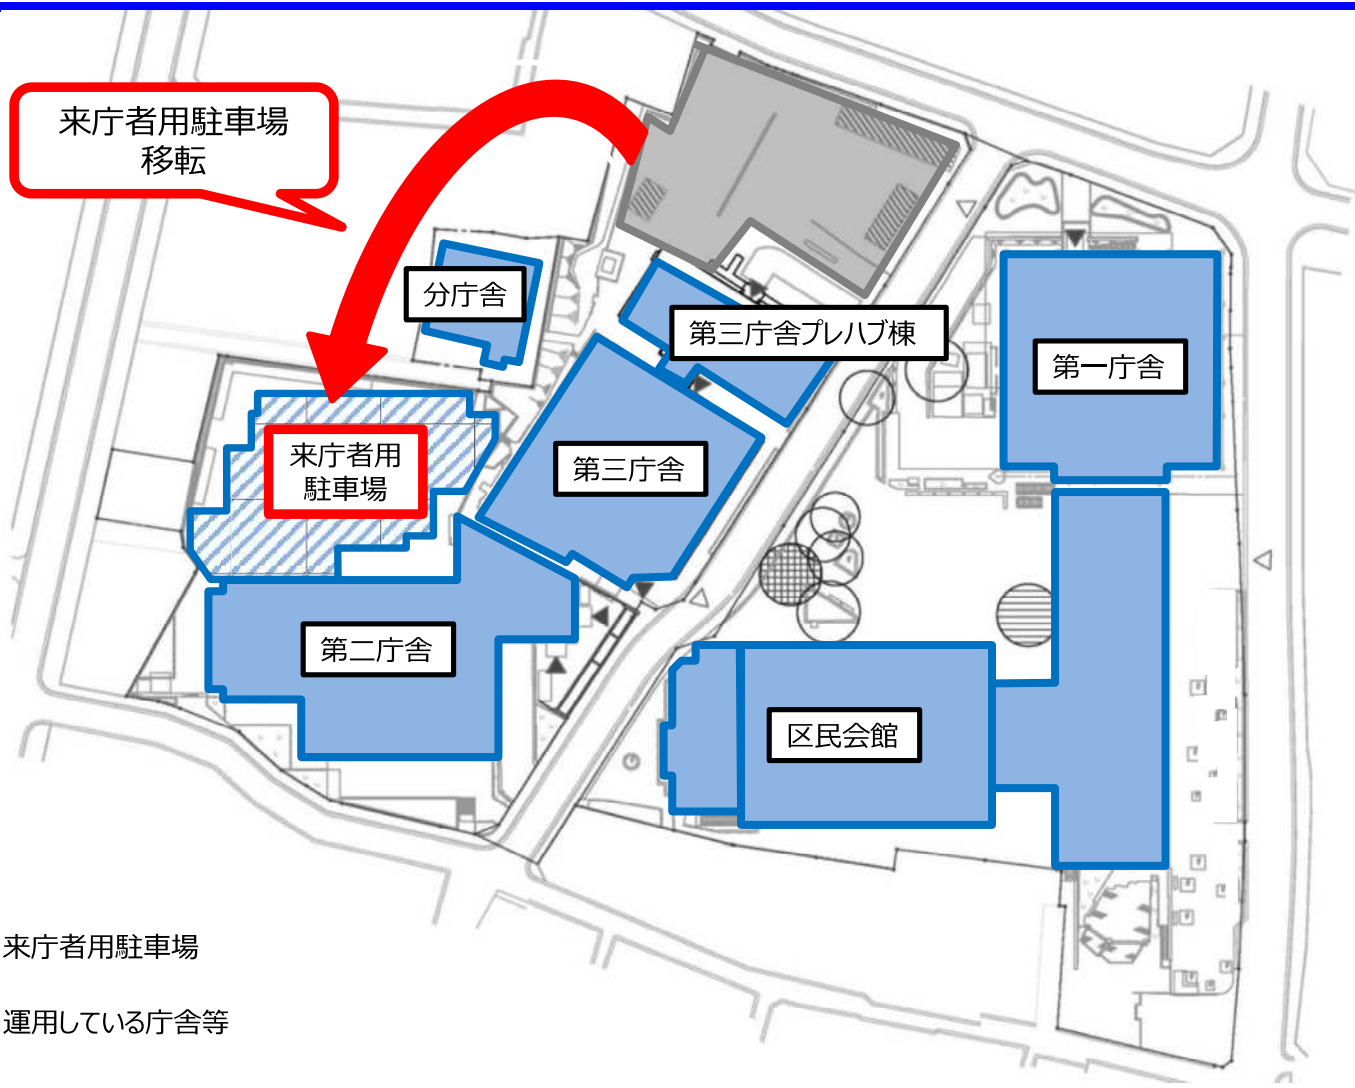 来庁者用駐車場
移転
分庁舎
第三庁舎プレハブ棟
第一庁舎
来庁者用
駐車場
第三庁舎
第二庁舎
区民会館
来庁者用駐車場
運用している庁舎等